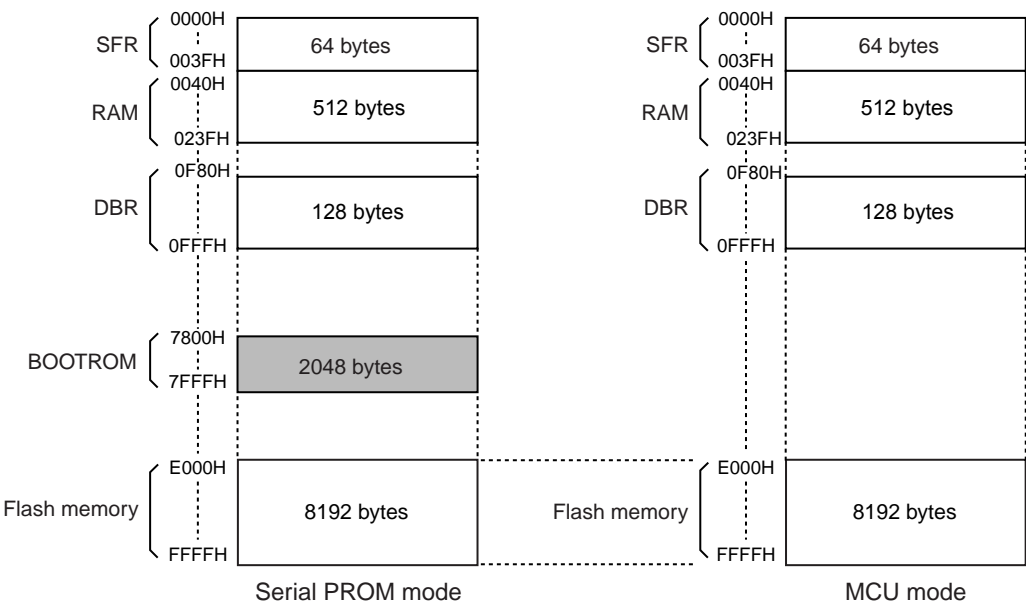 0000H
SFR
64 bytes
003FH
0040H
RAM
512 bytes
023FH
0F80H
DBR
128 bytes
0FFFH
7800H
BOOTROM
2048 bytes
7FFFH
E000H
Flash memory
8192 bytes
FFFFH
Serial PROM mode
0000H
SFR
64 bytes
003FH
0040H
RAM
512 bytes
023FH
0F80H
DBR
128 bytes
0FFFH
E000H
Flash memory
8192 bytes
FFFFH
MCU mode